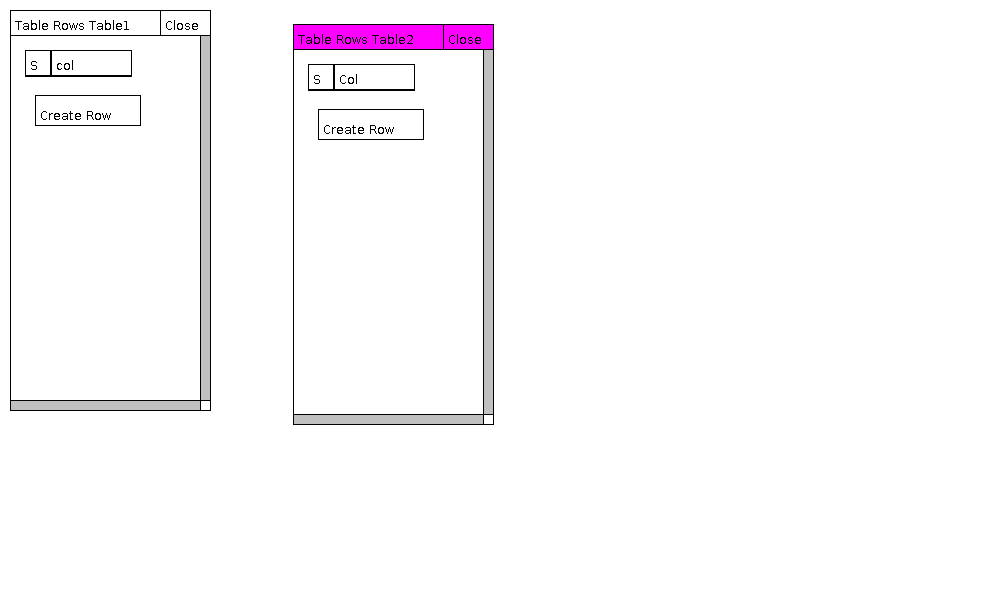 Table Rows Table1 Close
S col
Create Row
Table Rows Table2 Close
S Col
Create Row